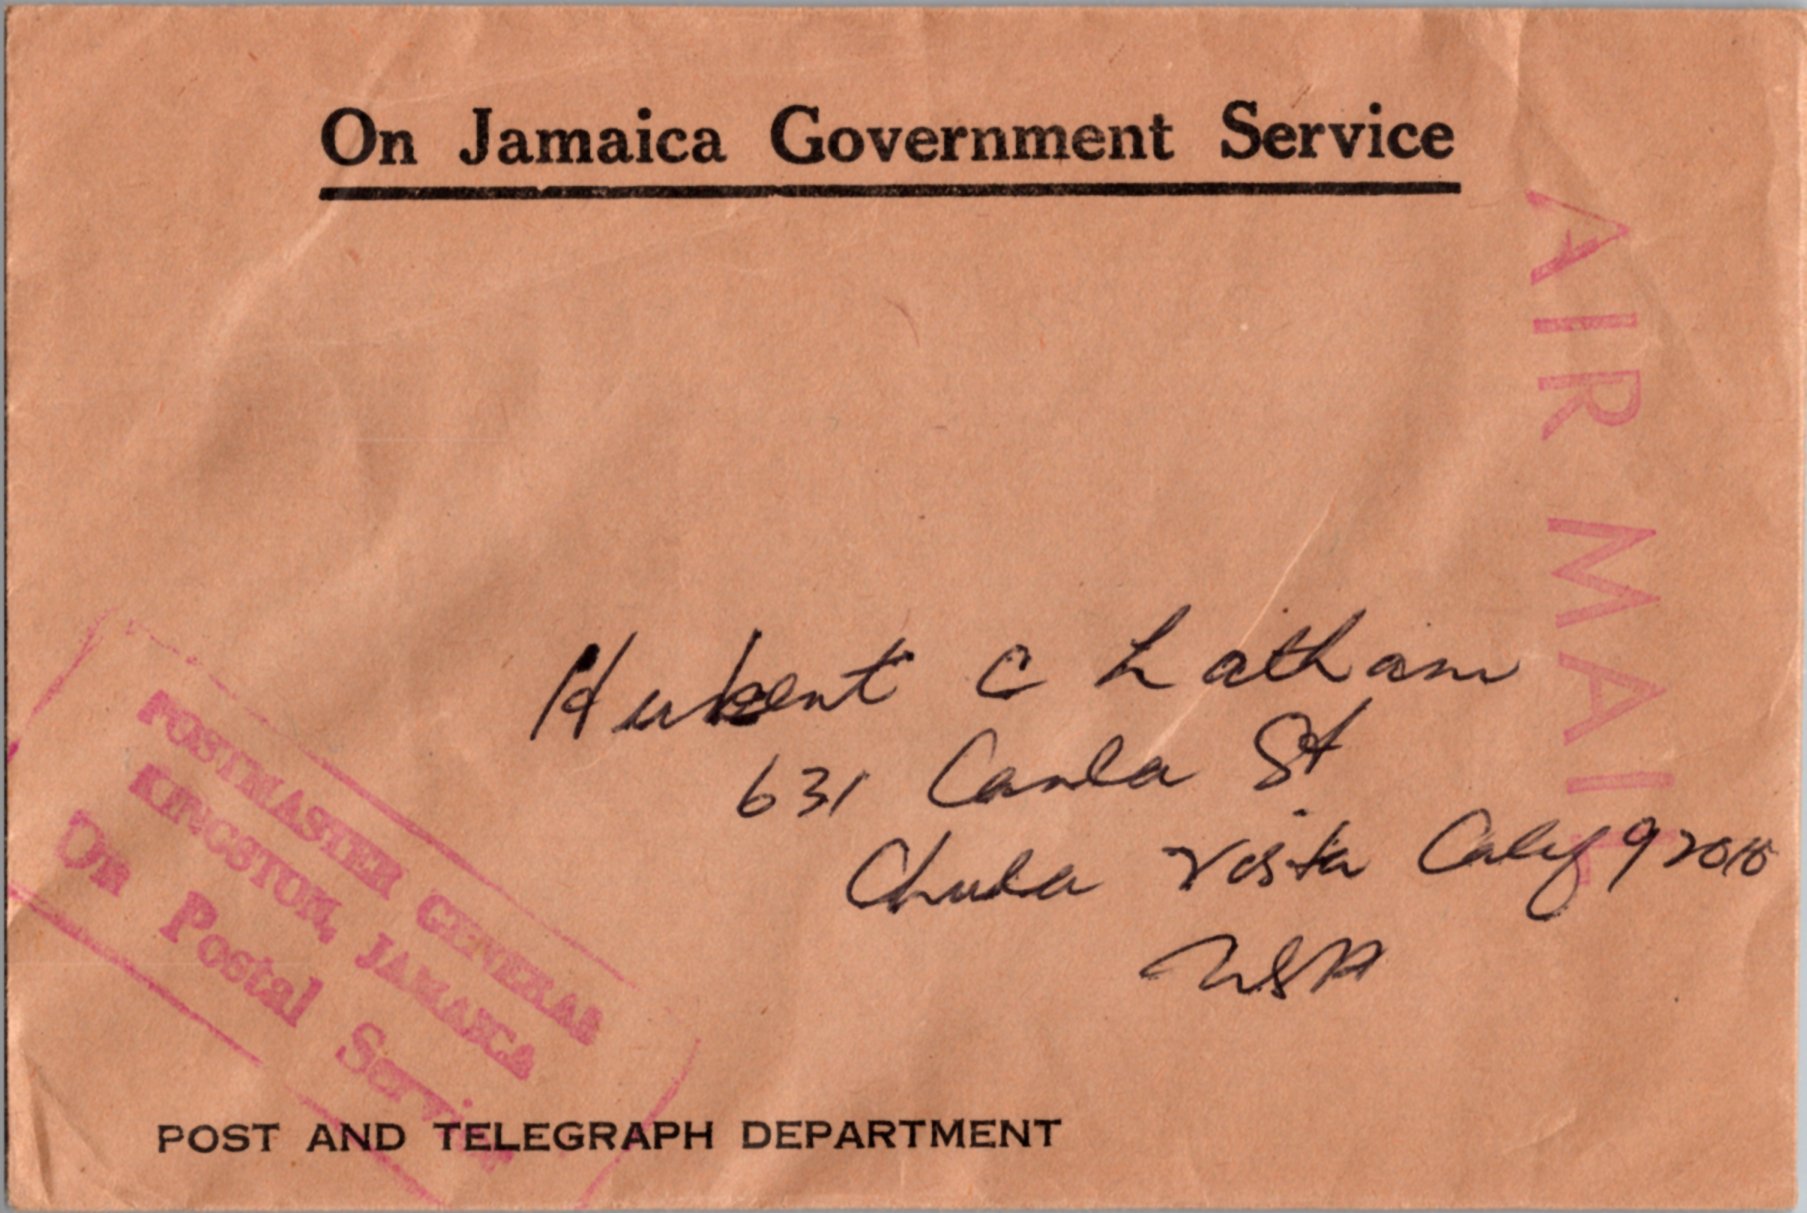 On Jamaica Government Service
AIR MAIL
Hubert C Latham
631 Carla St
Chula Vista Calif 92010
USA
POSTMASTER GENERAL
KINGSTON, JAMAICA
On Postal Service
POST AND TELEGRAPH DEPARTMENT